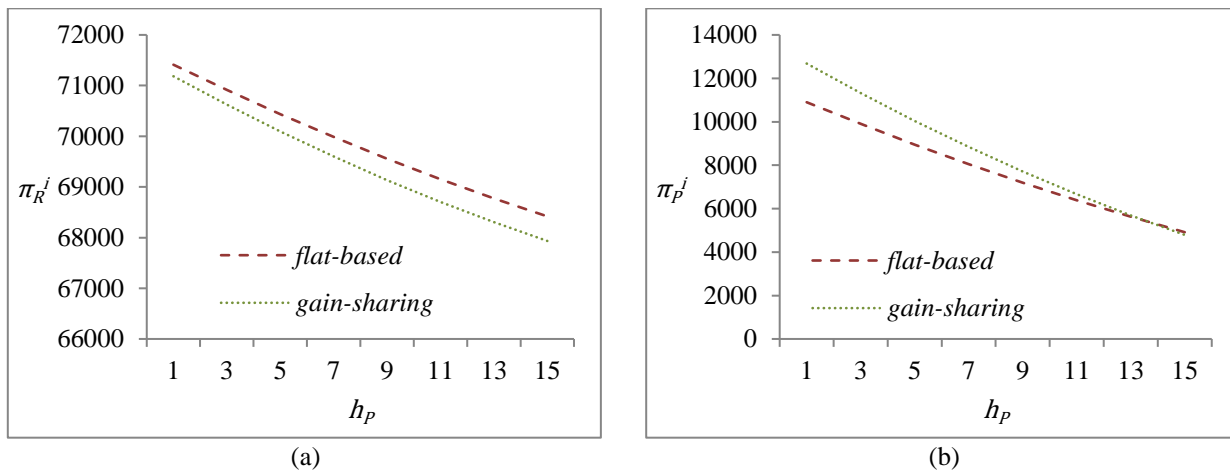 72000
71000
70000
69000
68000
67000
66000
π_R^i
flat-based
gain-sharing
1 3 5 7 9 11 13 15
h_P
(a)
14000
12000
10000
8000
6000
4000
2000
0
π_P^i
flat-based
gain-sharing
1 3 5 7 9 11 13 15
h_P
(b)